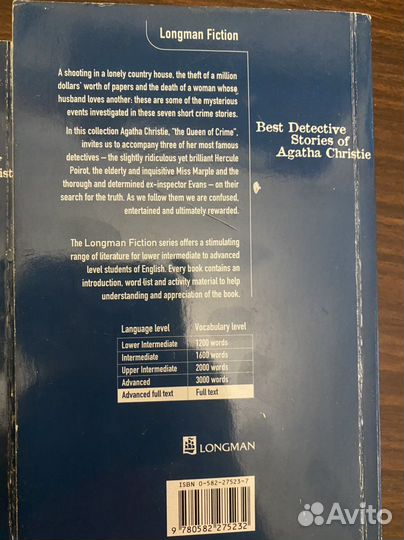 Longman Fiction
A shooting in a lonely country house, the theft of a million
dollars' worth of papers and the death of a woman whose
husband loves another: these are some of the mysterious
events investigated in these seven short crime stories.
In this collection Agatha Christie, "the Queen of Crime",
invites us to accompany three of her most famous
detectives – the slightly ridiculous yet brilliant Hercule
Poirot, the elderly and inquisitive Miss Marple and the
thorough and determined ex-inspector Evans – on their
search for the truth. As we follow them we are confused,
entertained and ultimately rewarded.
The Longman Fiction series offers a stimulating
range of literature for lower intermediate to advanced
level students of English. Every book contains an
introduction, word-list and activity material to help
understanding and appreciation of the book.
Language level Vocabulary level
Lower Intermediate 1200 words
Intermediate 1600 words
Upper Intermediate 2000 words
Advanced 3000 words
Advanced full text Full text
LONGMAN
ISBN 0-582-27523-7
9 780582 275232
Best Detective
Stories of
Agatha Christie
ist
Avito